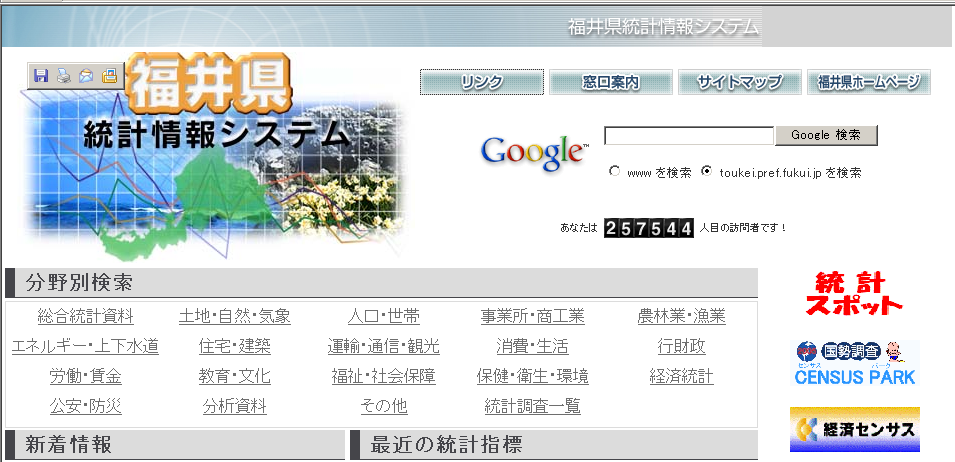 福井県統計情報システム
福井県
統計情報システム
リンク 窓口案内 サイトマップ 福井県ホームページ
Google™ Google 検索
www を検索 toukei.pref.fukui.jp を検索
あなたは 257544 人目の訪問者です！
分野別検索
総合統計資料 土地・自然・気象 人口・世帯 事業所・商工業 農林業・漁業
エネルギー・上下水道 住宅・建築 運輸・通信・観光 消費・生活 行財政
労働・賃金 教育・文化 福祉・社会保障 保健・衛生・環境 経済統計
公安・防災 分析資料 その他 統計調査一覧
統計
スポット
国勢調査
センサス パーク
CENSUS PARK
経済センサス
新着情報 最近の統計指標